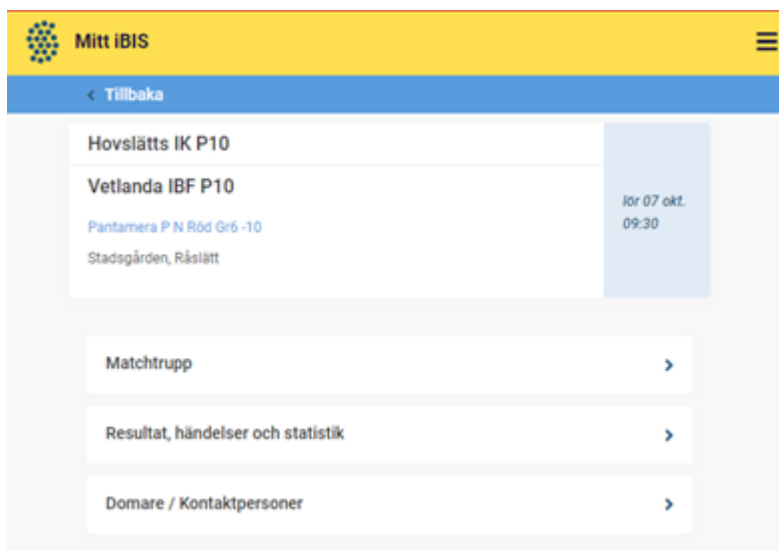 Mitt iBIS
Tillbaka
Hovslätts IK P10
Vetlanda IBF P10
Pantamera P N Röd Gr6 -10
Stadsgården, Råslätt
lör 07 okt.
09:30
Matchtrupp
Resultat, händelser och statistik
Domare / Kontaktpersoner